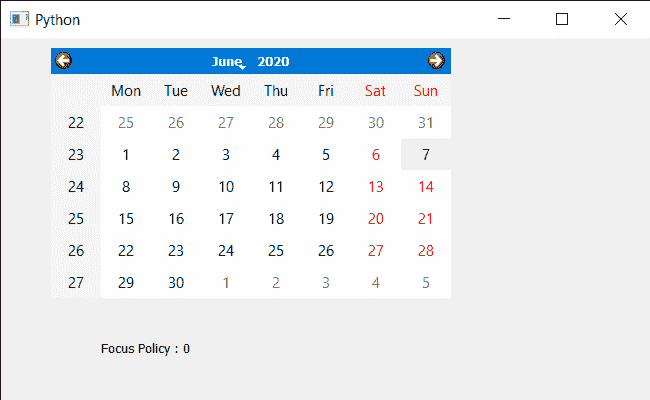 Python
June 2020
Mon Tue Wed Thu Fri Sat Sun
22 25 26 27 28 29 30 31
23 1 2 3 4 5 6 7
24 8 9 10 11 12 13 14
25 15 16 17 18 19 20 21
26 22 23 24 25 26 27 28
27 29 30 1 2 3 4 5
Focus Policy : 0